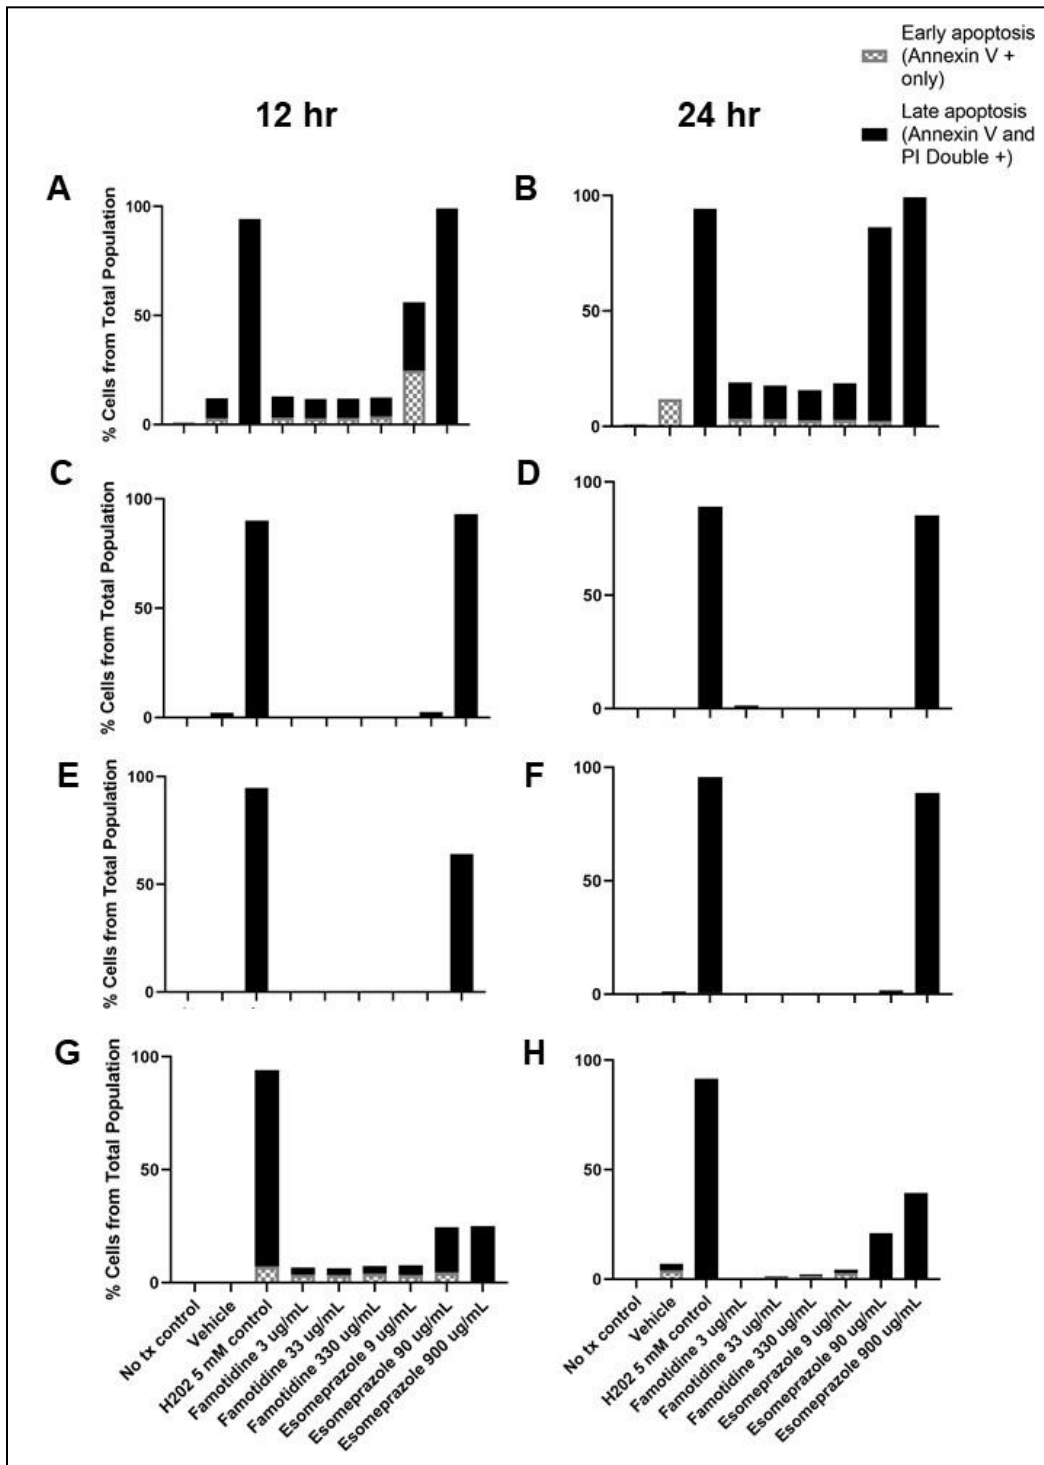 Early apoptosis
(Annexin V +
only)
Late apoptosis
(Annexin V and
PI Double +)
12 hr
24 hr
A
% Cells from Total Population
100
50
0
B
100
50
0
C
% Cells from Total Population
100
50
0
D
100
50
0
E
% Cells from Total Population
100
50
0
F
100
50
0
G
% Cells from Total Population
100
50
0
No tx control
Vehicle
H202 5 mM control
Famotidine 3 ug/mL
Famotidine 33 ug/mL
Famotidine 330 ug/mL
Esomeprazole 9 ug/mL
Esomeprazole 90 ug/mL
Esomeprazole 900 ug/mL
H
100
50
0
No tx control
Vehicle
H202 5 mM control
Famotidine 3 ug/mL
Famotidine 33 ug/mL
Famotidine 330 ug/mL
Esomeprazole 9 ug/mL
Esomeprazole 90 ug/mL
Esomeprazole 900 ug/mL